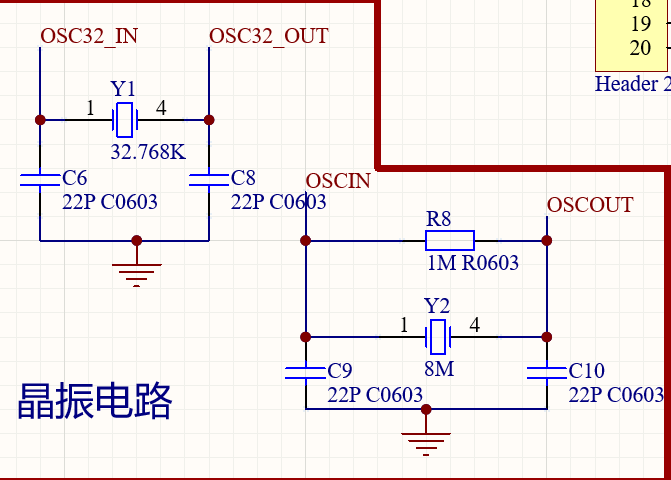 18
19
20
Header 2
OSC32_IN
OSC32_OUT
Y1
1
4
32.768K
C6
22P C0603
C8
22P C0603
OSCIN
OSCOUT
R8
1M R0603
Y2
1
4
8M
C9
22P C0603
C10
22P C0603
晶振电路